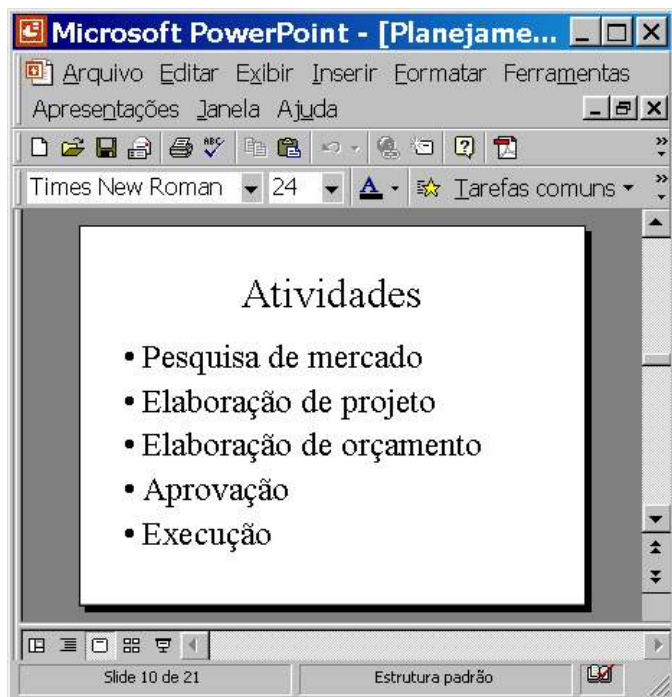 Microsoft PowerPoint - [Planejame...
Arquivo Editar Exibir Inserir Formatar Ferramentas
Apresentações Janela Ajuda
ABC
Times New Roman 24 A Tarefas comuns
Atividades
• Pesquisa de mercado
• Elaboração de projeto
• Elaboração de orçamento
• Aprovação
• Execução
Slide 10 de 21 Estrutura padrão